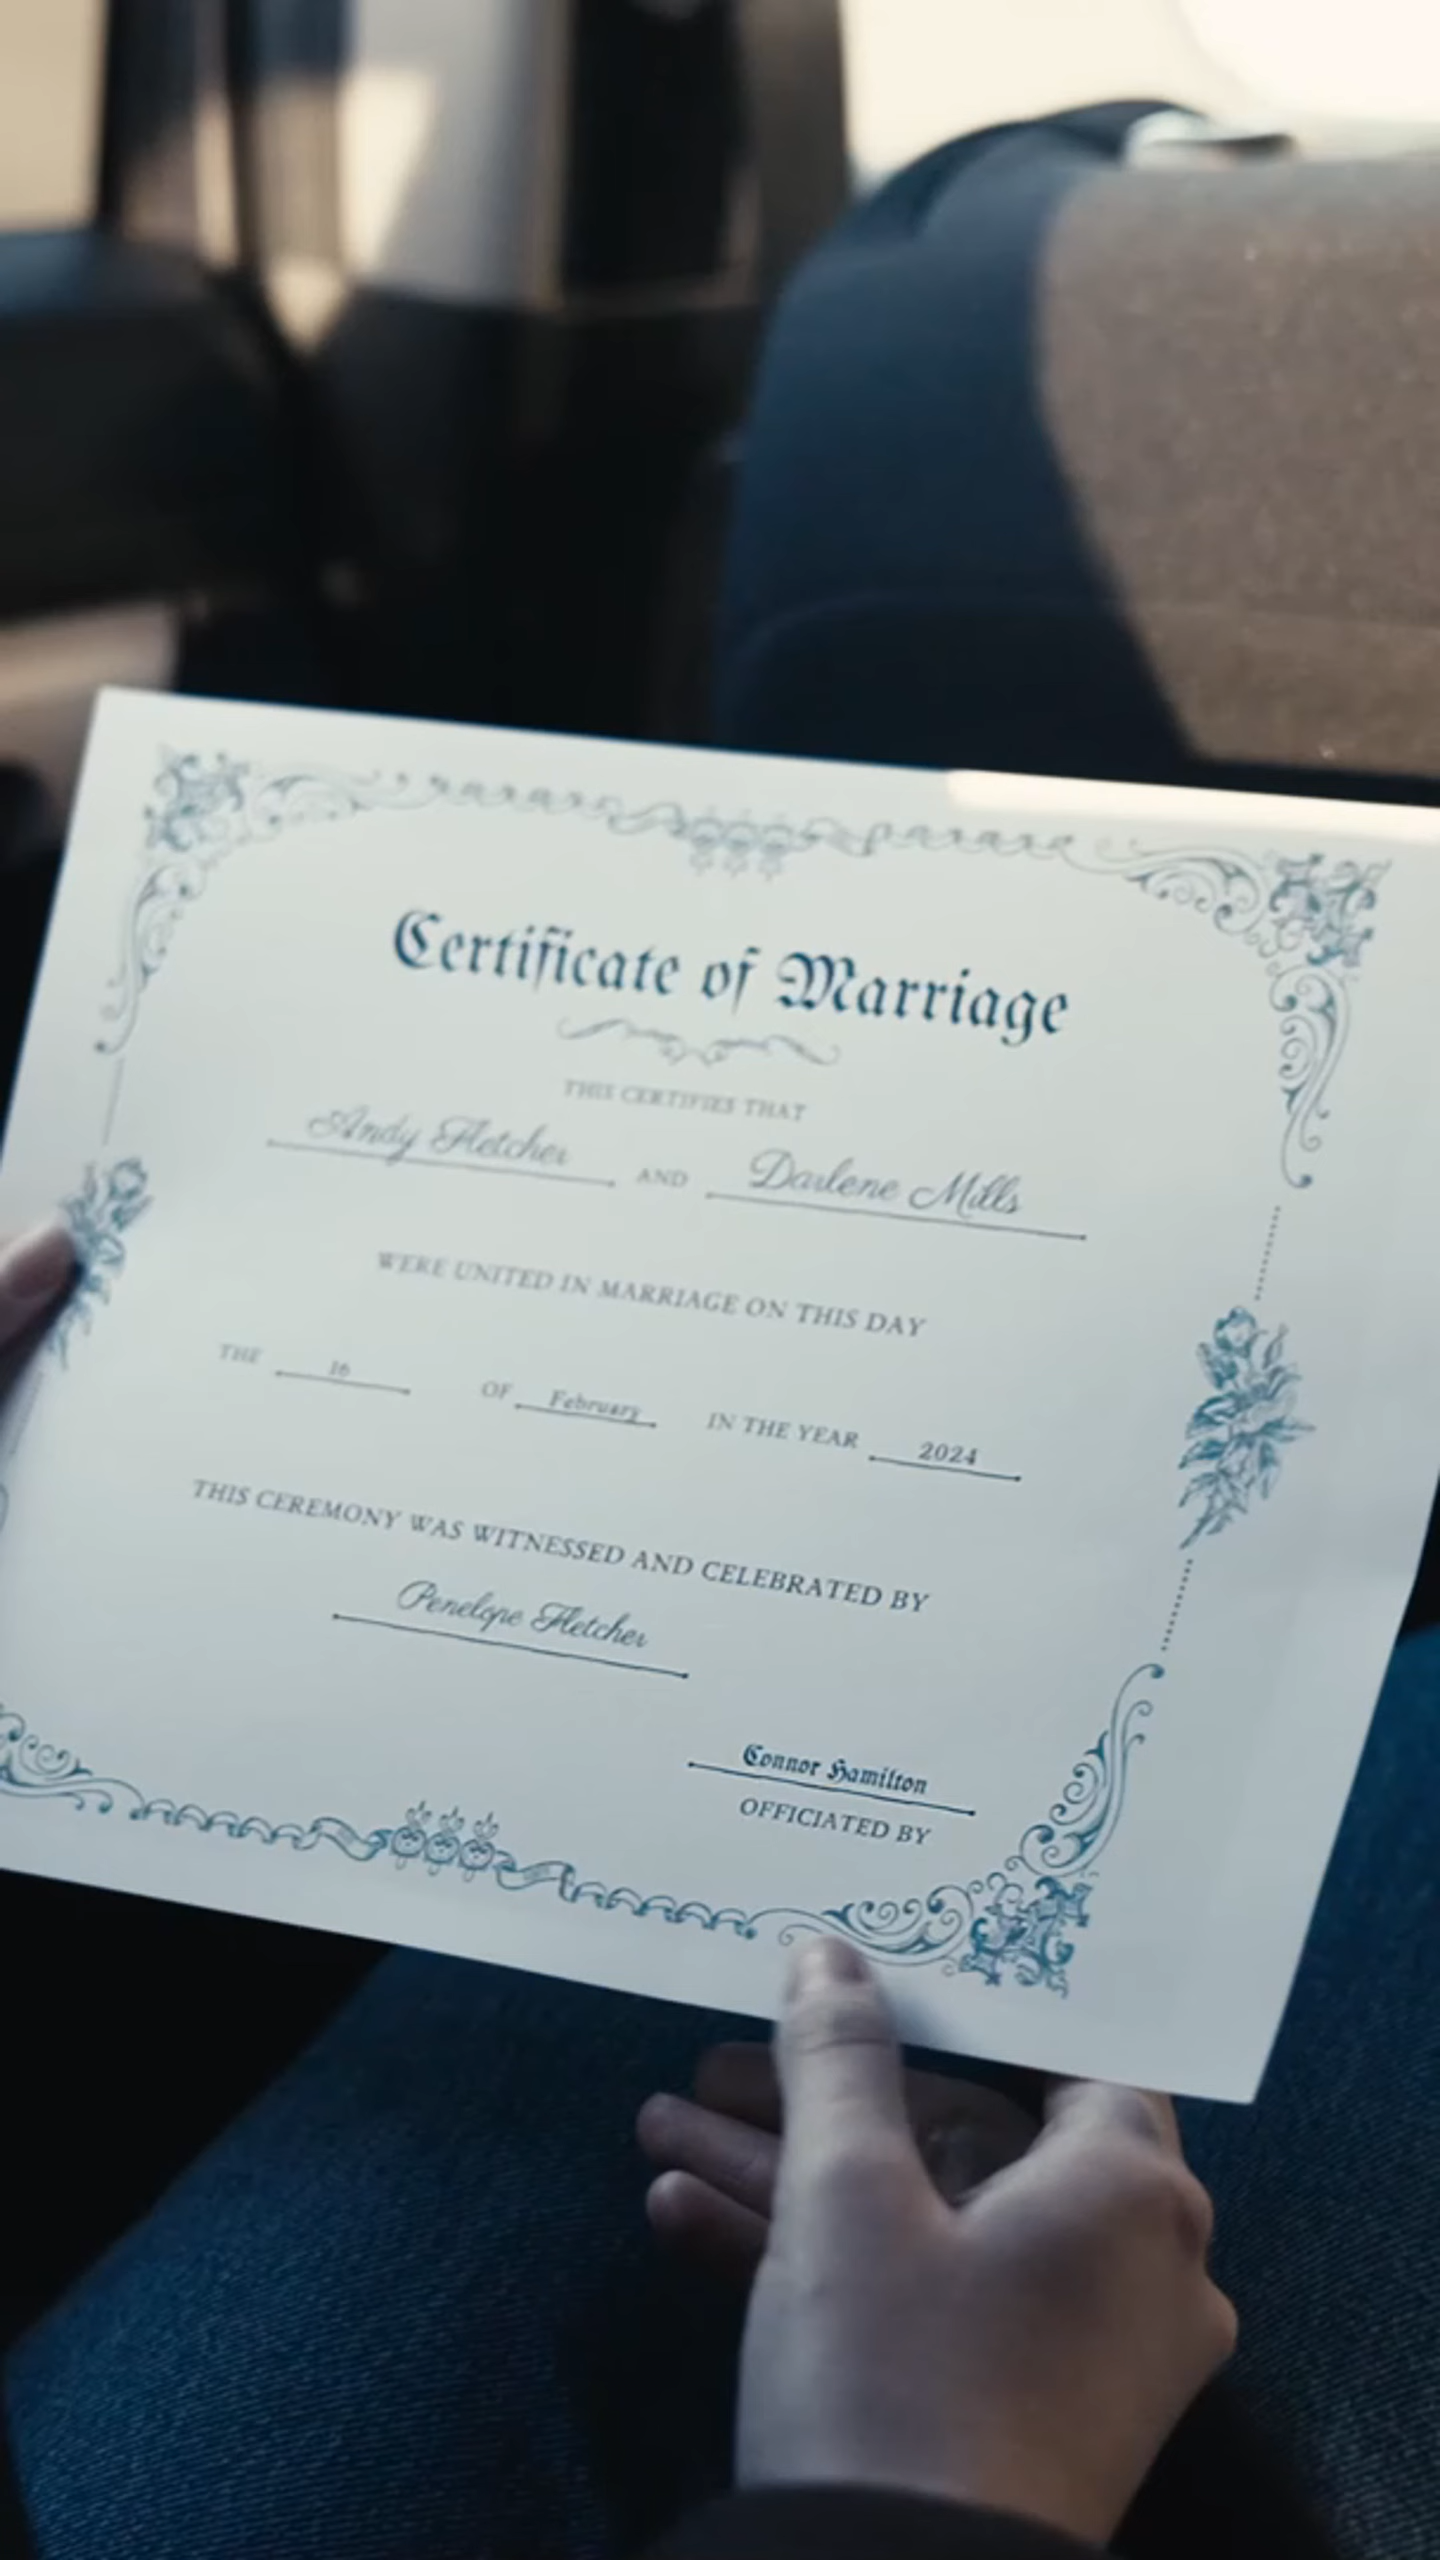 Certificate of Marriage
THIS CERTIFIES THAT
Andy Fletcher AND Darlene Mills
WERE UNITED IN MARRIAGE ON THIS DAY
THE 16 OF February IN THE YEAR 2024
THIS CEREMONY WAS WITNESSED AND CELEBRATED BY
Penelope Fletcher
Connor Hamilton
OFFICIATED BY